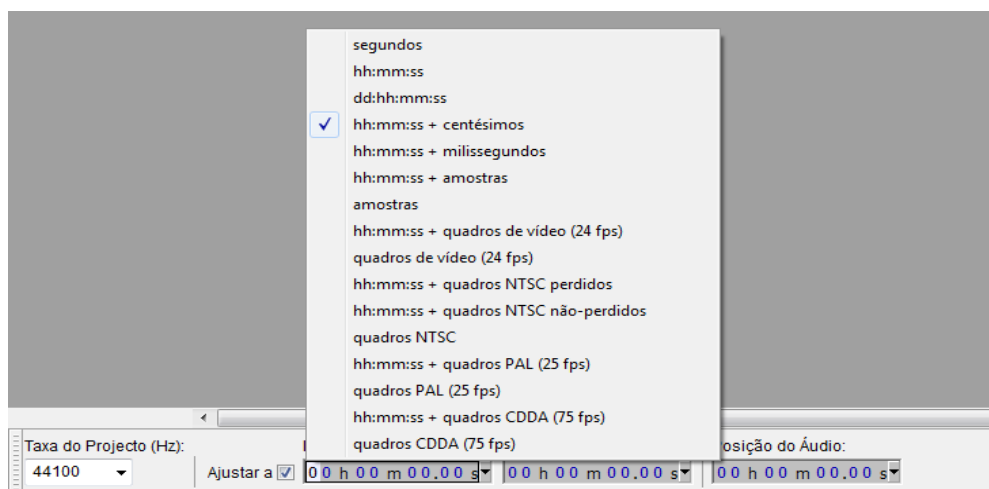 segundos
hh:mm:ss
dd:hh:mm:ss
hh:mm:ss + centésimos
hh:mm:ss + milissegundos
hh:mm:ss + amostras
amostras
hh:mm:ss + quadros de vídeo (24 fps)
quadros de vídeo (24 fps)
hh:mm:ss + quadros NTSC perdidos
hh:mm:ss + quadros NTSC não-perdidos
quadros NTSC
hh:mm:ss + quadros PAL (25 fps)
quadros PAL (25 fps)
hh:mm:ss + quadros CDDA (75 fps)
quadros CDDA (75 fps)
Taxa do Projecto (Hz): osição do Áudio:
44100 Ajustar a 00 h 00 m 00.00 s 00 h 00 m 00.00 s 00 h 00 m 00.00 s